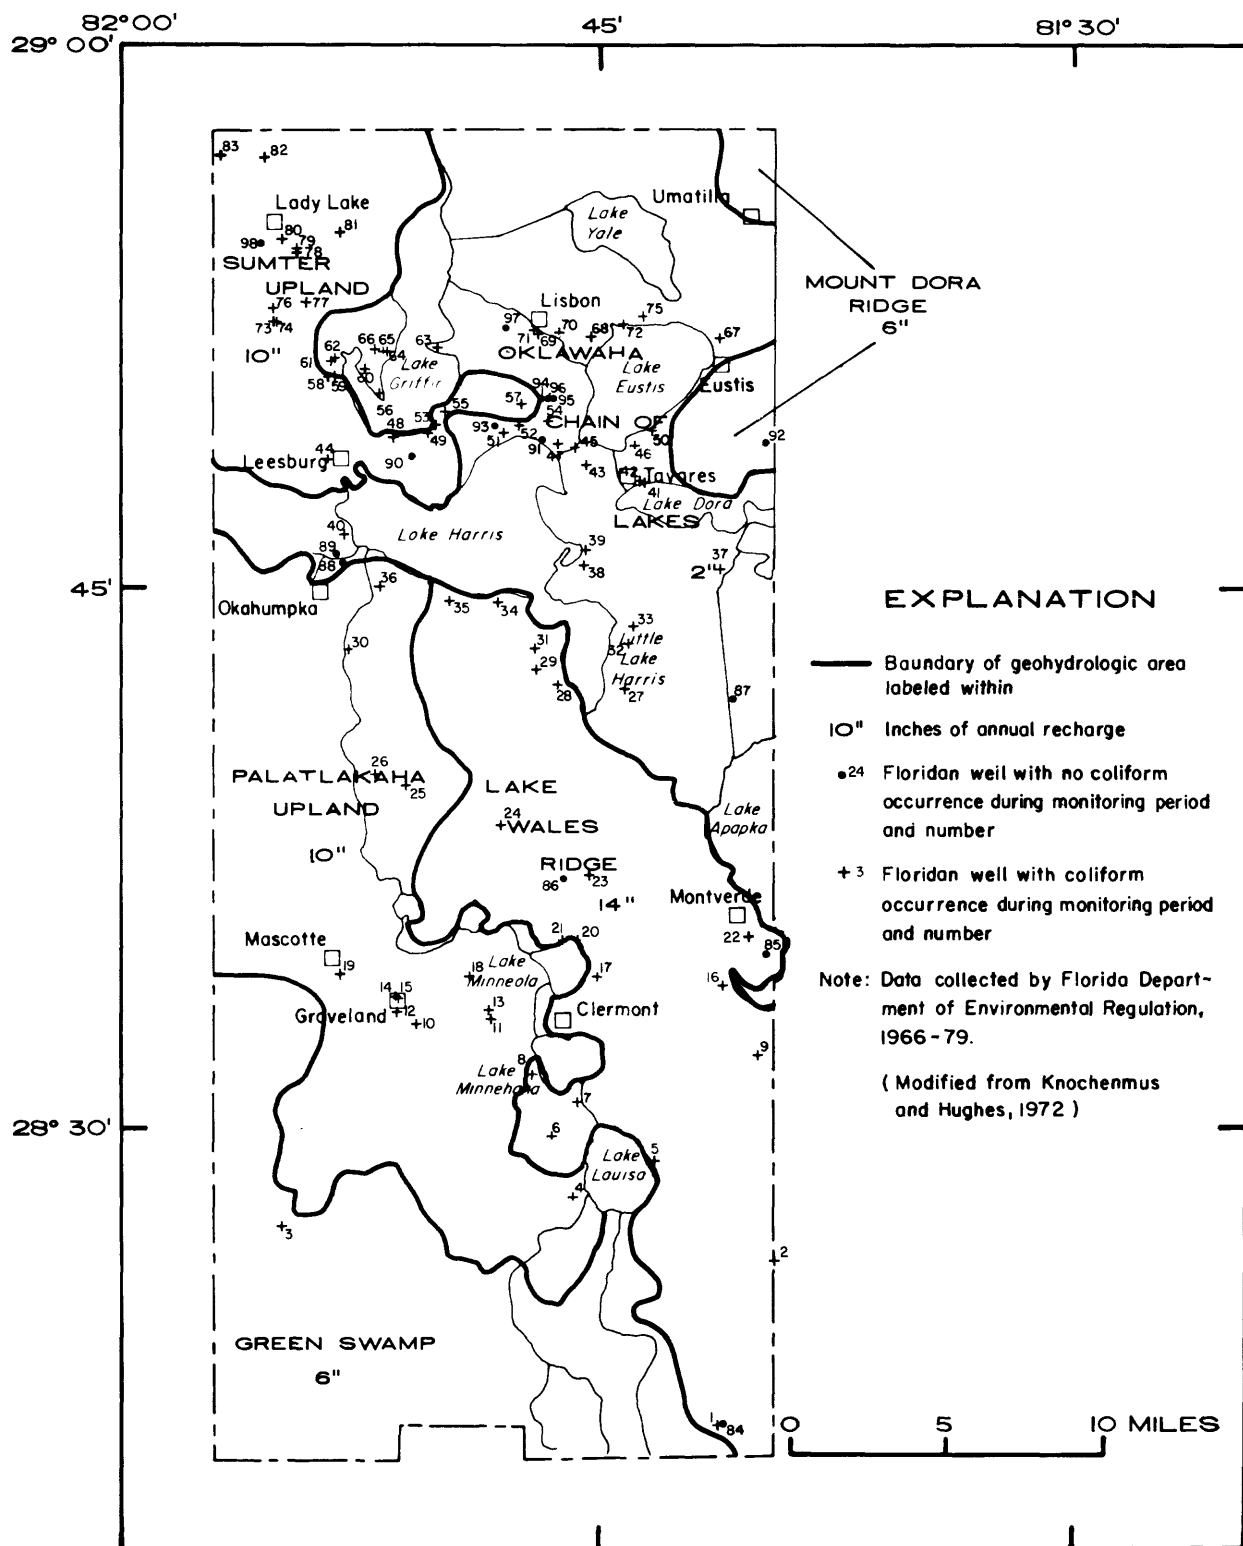 82° 00'
45'
81° 30'
29° 00'
83
82
Lady Lake
Umatilla
Lake
Yale
80
81
98
79
78
SUMTER
UPLAND
MOUNT DORA
RIDGE
6"
76
77
Lisbon
75
73
74
97
70
68
72
67
71
69
10"
62
66
65
64
63
OKLAWAHA
61
60
Lake
Griffin
Lake
Eustis
Eustis
58
59
56
55
57
94
96
95
54
CHAIN OF
53
48
49
93
51
52
91
47
45
50
46
92
44
Leesburg
90
43
42
Tavares
41
Lake Dora
LAKES
40
Lake Harris
39
38
37
2"
89
88
45'
36
Okahumpka
35
34
EXPLANATION
33
30
31
32
Little
Lake
Harris
29
28
27
87
Boundary of geohydrologic area
labeled within
10" Inches of annual recharge
26
PALATLAKAHA
25
UPLAND
LAKE
24
WALES
Lake
Apapka
24 Floridan well with no coliform
occurrence during monitoring period
and number
10"
RIDGE
86
23
14"
3 Floridan well with coliform
occurrence during monitoring period
and number
Montverde
22
85
Mascotte
21
20
19
Lake
Minneola
18
17
16
14
15
12
Groveland
10
13
11
Clermont
Note: Data collected by Florida Depart-
ment of Environmental Regulation,
1966-79.
9
8
Lake
Minnehaha
7
(Modified from Knochenmus
and Hughes, 1972)
28° 30'
6
5
Lake
Louisa
4
3
2
GREEN SWAMP
6"
1
84
0
5
10 MILES